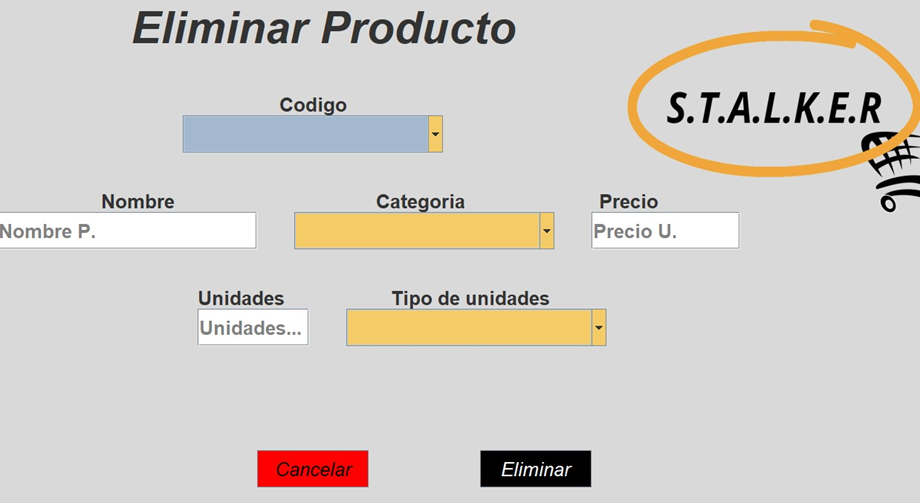 Eliminar Producto
S.T.A.L.K.E.R
Codigo
Nombre Categoria Precio
Nombre P. Precio U.
Unidades Tipo de unidades
Unidades...
Cancelar Eliminar